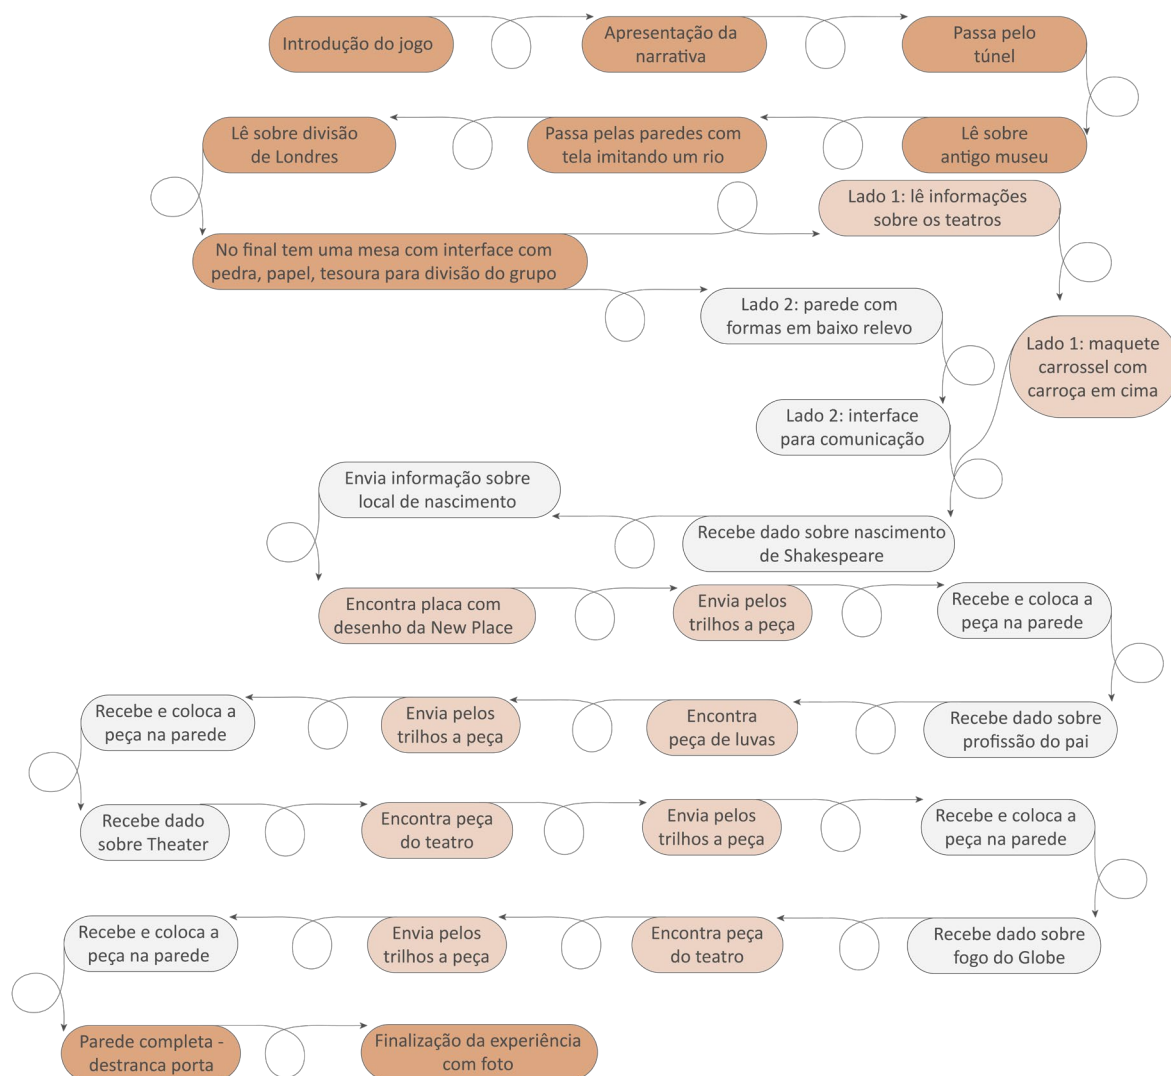 Introdução do jogo
Apresentação da
narrativa
Passa pelo
túnel
Lê sobre
antigo museu
Passa pelas paredes com
tela imitando um rio
Lê sobre divisão
de Londres
No final tem uma mesa com interface com
pedra, papel, tesoura para divisão do grupo
Lado 1: lê informações
sobre os teatros
Lado 1: maquete
carrossel com
carroça em cima
Lado 2: parede com
formas em baixo relevo
Lado 2: interface
para comunicação
Recebe dado sobre nascimento
de Shakespeare
Envia informação sobre
local de nascimento
Encontra placa com
desenho da New Place
Envia pelos
trilhos a peça
Recebe e coloca a
peça na parede
Recebe dado sobre
profissão do pai
Encontra
peça de luvas
Envia pelos
trilhos a peça
Recebe e coloca a
peça na parede
Recebe dado
sobre Theater
Encontra peça
do teatro
Envia pelos
trilhos a peça
Recebe e coloca a
peça na parede
Recebe dado sobre
fogo do Globe
Encontra peça
do teatro
Envia pelos
trilhos a peça
Recebe e coloca a
peça na parede
Parede completa -
destranca porta
Finalização da experiência
com foto